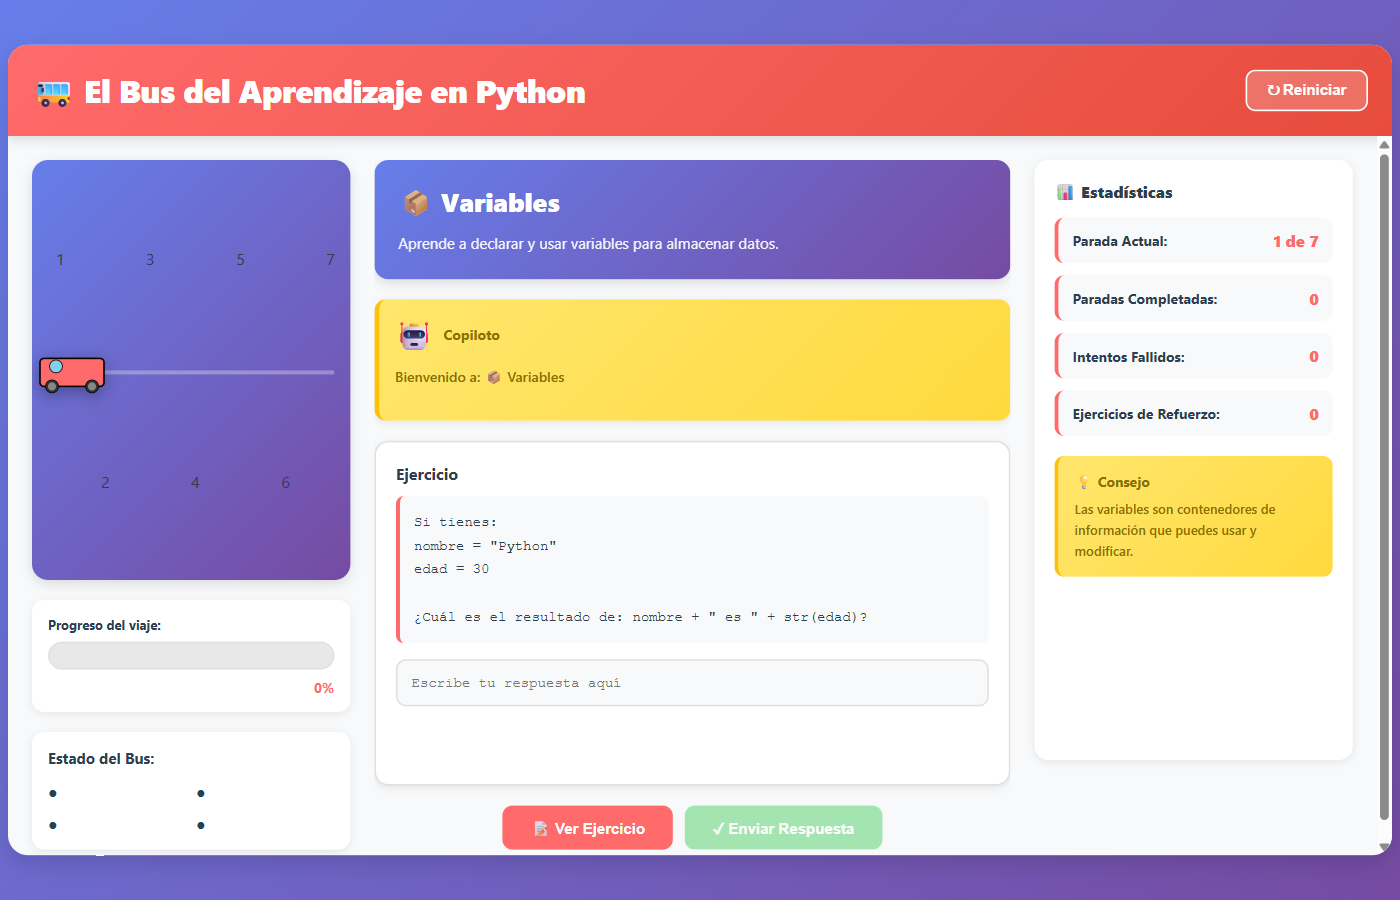 🚌 El Bus del Aprendizaje en Python
↻ Reiniciar
1 3 5 7
2 4 6
Progreso del viaje:
0%
Estado del Bus:
📦 Variables
Aprende a declarar y usar variables para almacenar datos.
🤖 Copiloto
Bienvenido a: 📦 Variables
Ejercicio
Si tienes:
nombre = "Python"
edad = 30
¿Cuál es el resultado de: nombre + " es " + str(edad)?
Escribe tu respuesta aquí
📝 Ver Ejercicio
✓ Enviar Respuesta
📊 Estadísticas
Parada Actual: 1 de 7
Paradas Completadas: 0
Intentos Fallidos: 0
Ejercicios de Refuerzo: 0
💡 Consejo
Las variables son contenedores de
información que puedes usar y
modificar.